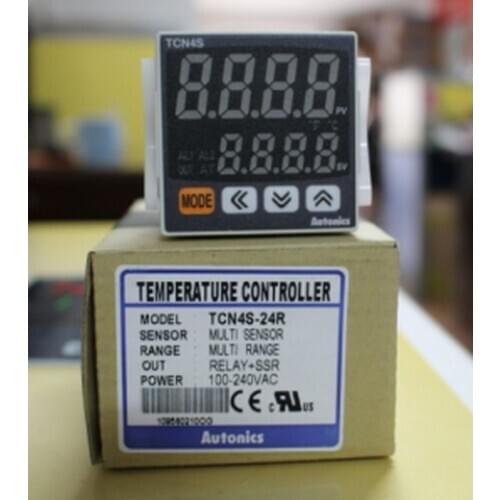 TCN4S
8.8.8.8
PV
°F °C
AL1 AL2
OUT AT
8.8.8.8
SV
MODE
Autonics
TEMPERATURE CONTROLLER
MODEL TCN4S-24R
SENSOR : MULTI SENSOR
RANGE : MULTI RANGE
OUT : RELAY+SSR
POWER : 100-240VAC
CE c RU US
Autonics